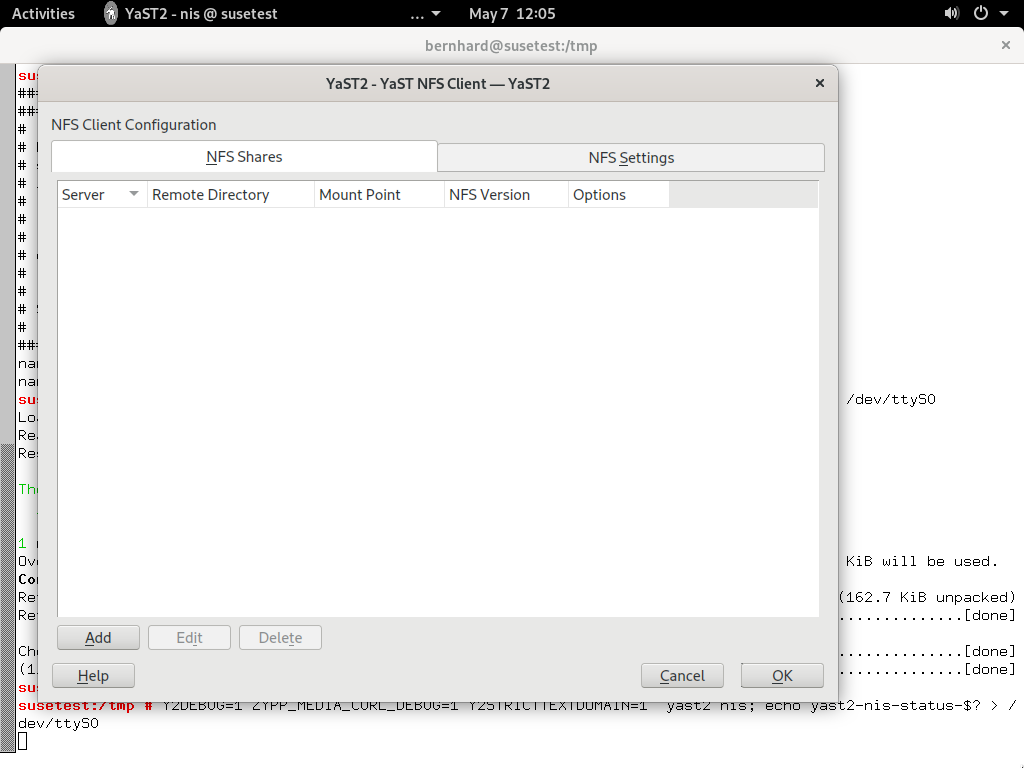 Activities YaST2 - nis @ susetest ... May 7 12:05
bernhard@susetest:/tmp
YaST2 - YaST NFS Client — YaST2
NFS Client Configuration
NFS Shares NFS Settings
Server Remote Directory Mount Point NFS Version Options
/dev/ttyS0
1
KiB will be used.
(162.7 KiB unpacked)
..............[done]
..............[done]
..............[done]
Add Edit Delete
Help Cancel OK
susetest:/tmp # Y2DEBUG=1 ZYPP_MEDIA_CURL_DEBUG=1 Y2STRICTTEXTDOMAIN=1 yast2 nis; echo yast2-nis-status-$? > /
dev/ttyS0